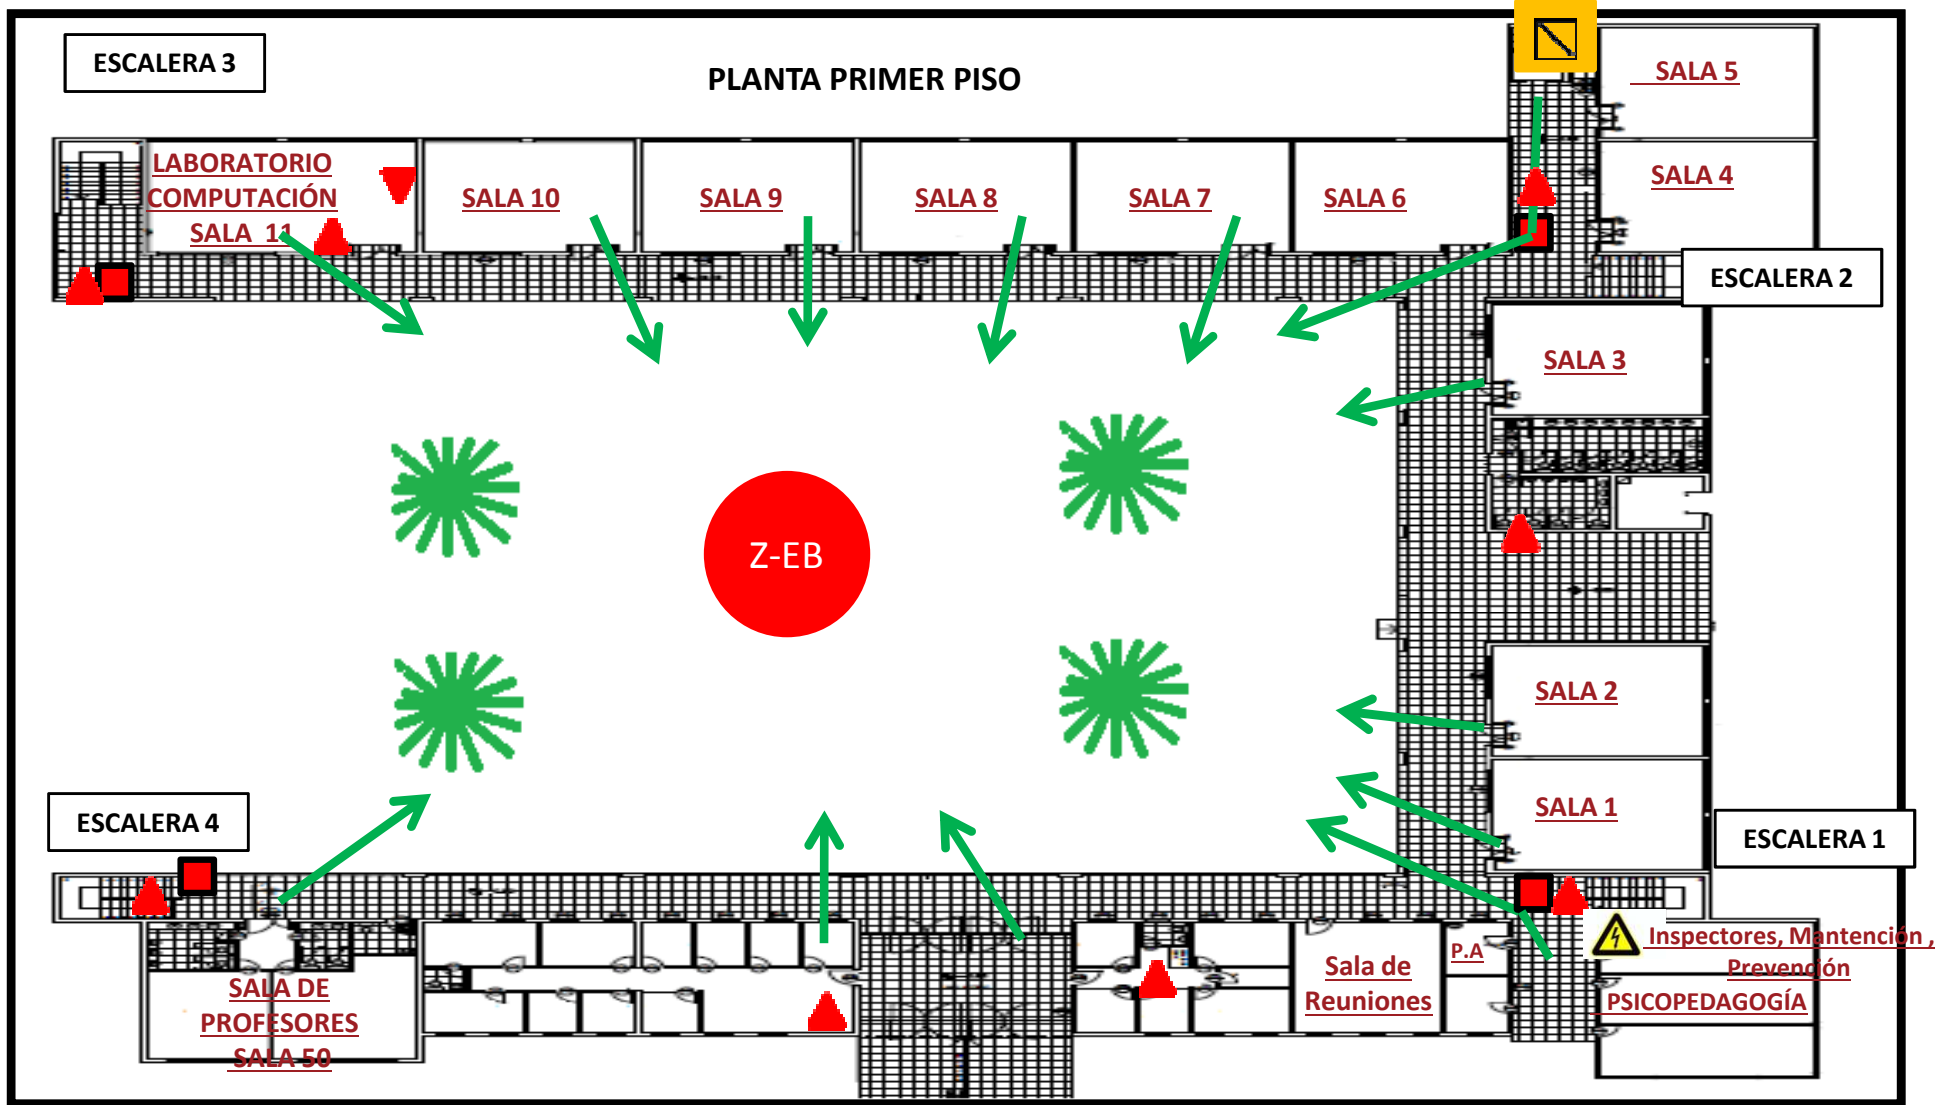 ESCALERA 3
PLANTA PRIMER PISO
SALA 5
SALA 4
LABORATORIO
COMPUTACIÓN
SALA 11
SALA 10
SALA 9
SALA 8
SALA 7
SALA 6
ESCALERA 2
SALA 3
Z-EB
SALA 2
SALA 1
ESCALERA 4
ESCALERA 1
Inspectores, Mantención ,
Prevención
PSICOPEDAGOGÍA
P.A
Sala de
Reuniones
SALA DE
PROFESORES
SALA 50